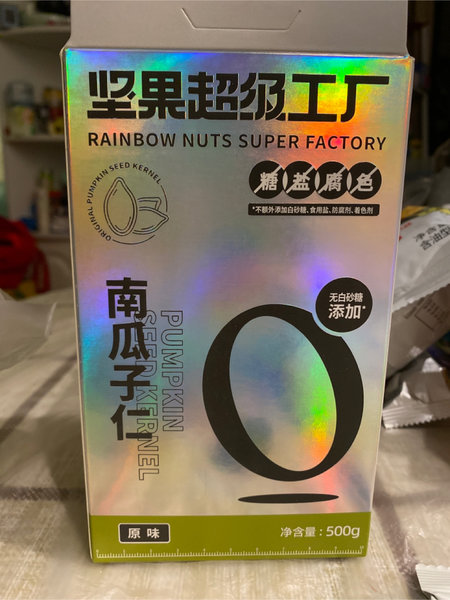 坚果超级工厂
RAINBOW NUTS SUPER FACTORY
糖盐腐色
*不额外添加白砂糖、食用盐、防腐剂、着色剂
ORIGINAL PUMPKIN SEED KERNEL
南瓜子仁
PUMPKIN
SEED KERNEL
无白砂糖
添加*
0
原味
净含量:500g